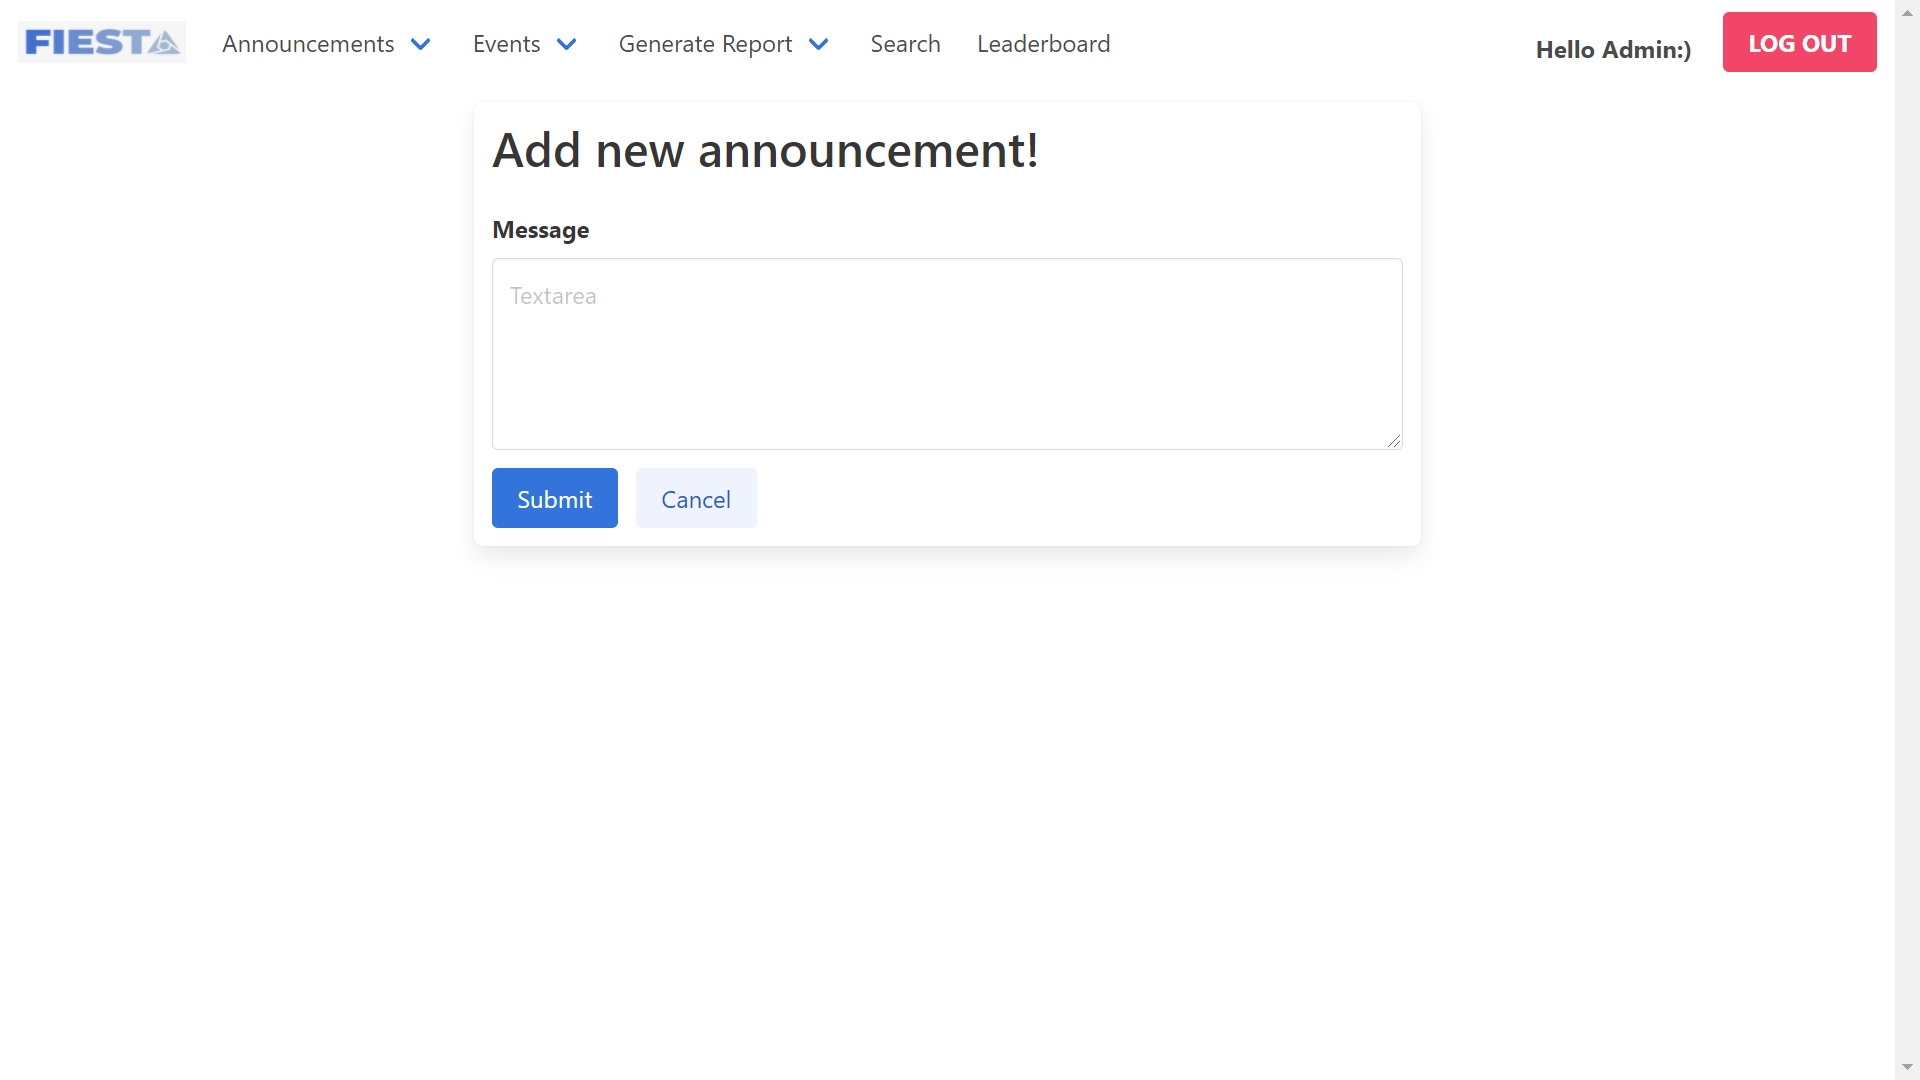 FIESTA Announcements Events Generate Report Search Leaderboard Hello Admin:) LOG OUT
Add new announcement!
Message
Textarea
Submit Cancel